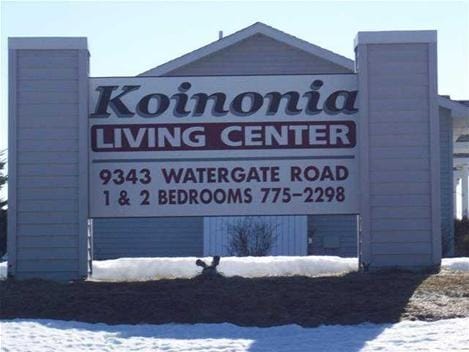 Koinonia
LIVING CENTER
9343 WATERGATE ROAD
1 & 2 BEDROOMS 775-2298